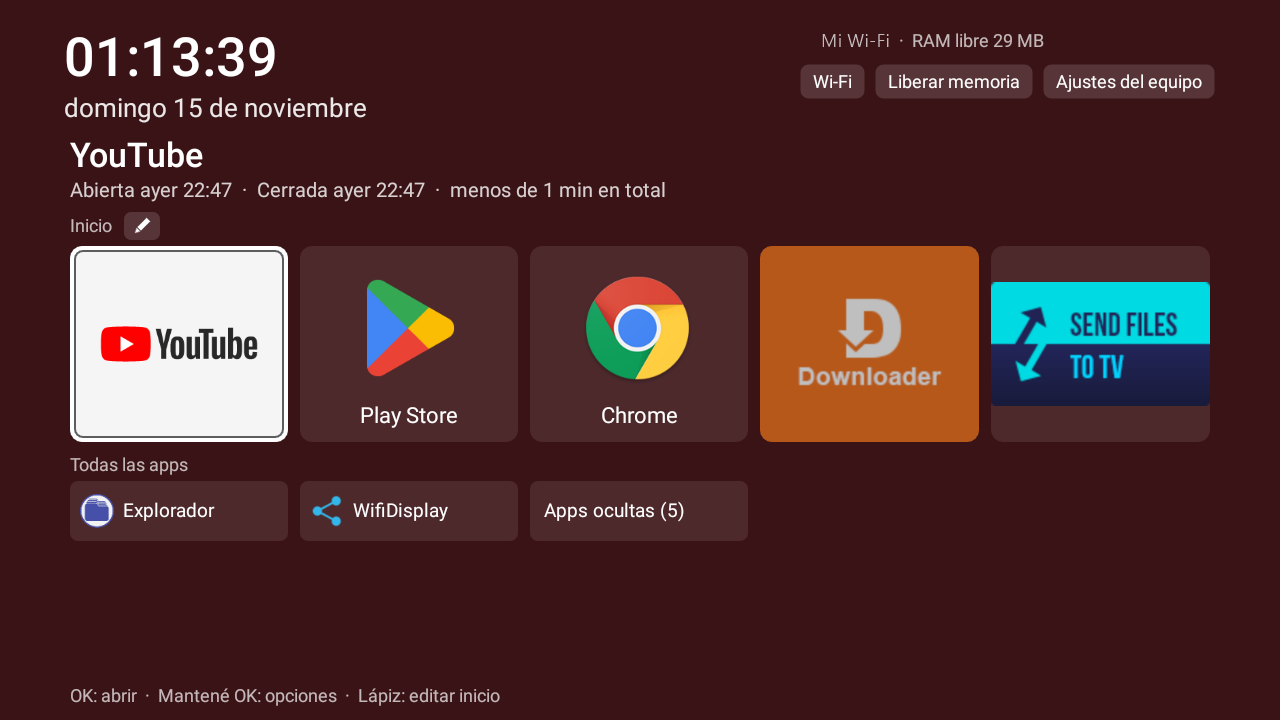 01:13:39
domingo 15 de noviembre
Mi Wi-Fi · RAM libre 29 MB
Wi-Fi
Liberar memoria
Ajustes del equipo
YouTube
Abierta ayer 22:47 · Cerrada ayer 22:47 · menos de 1 min en total
Inicio
YouTube
Play Store
Chrome
D
Downloader
SEND FILES
TO TV
Todas las apps
Explorador
WifiDisplay
Apps ocultas (5)
OK: abrir · Mantené OK: opciones · Lápiz: editar inicio